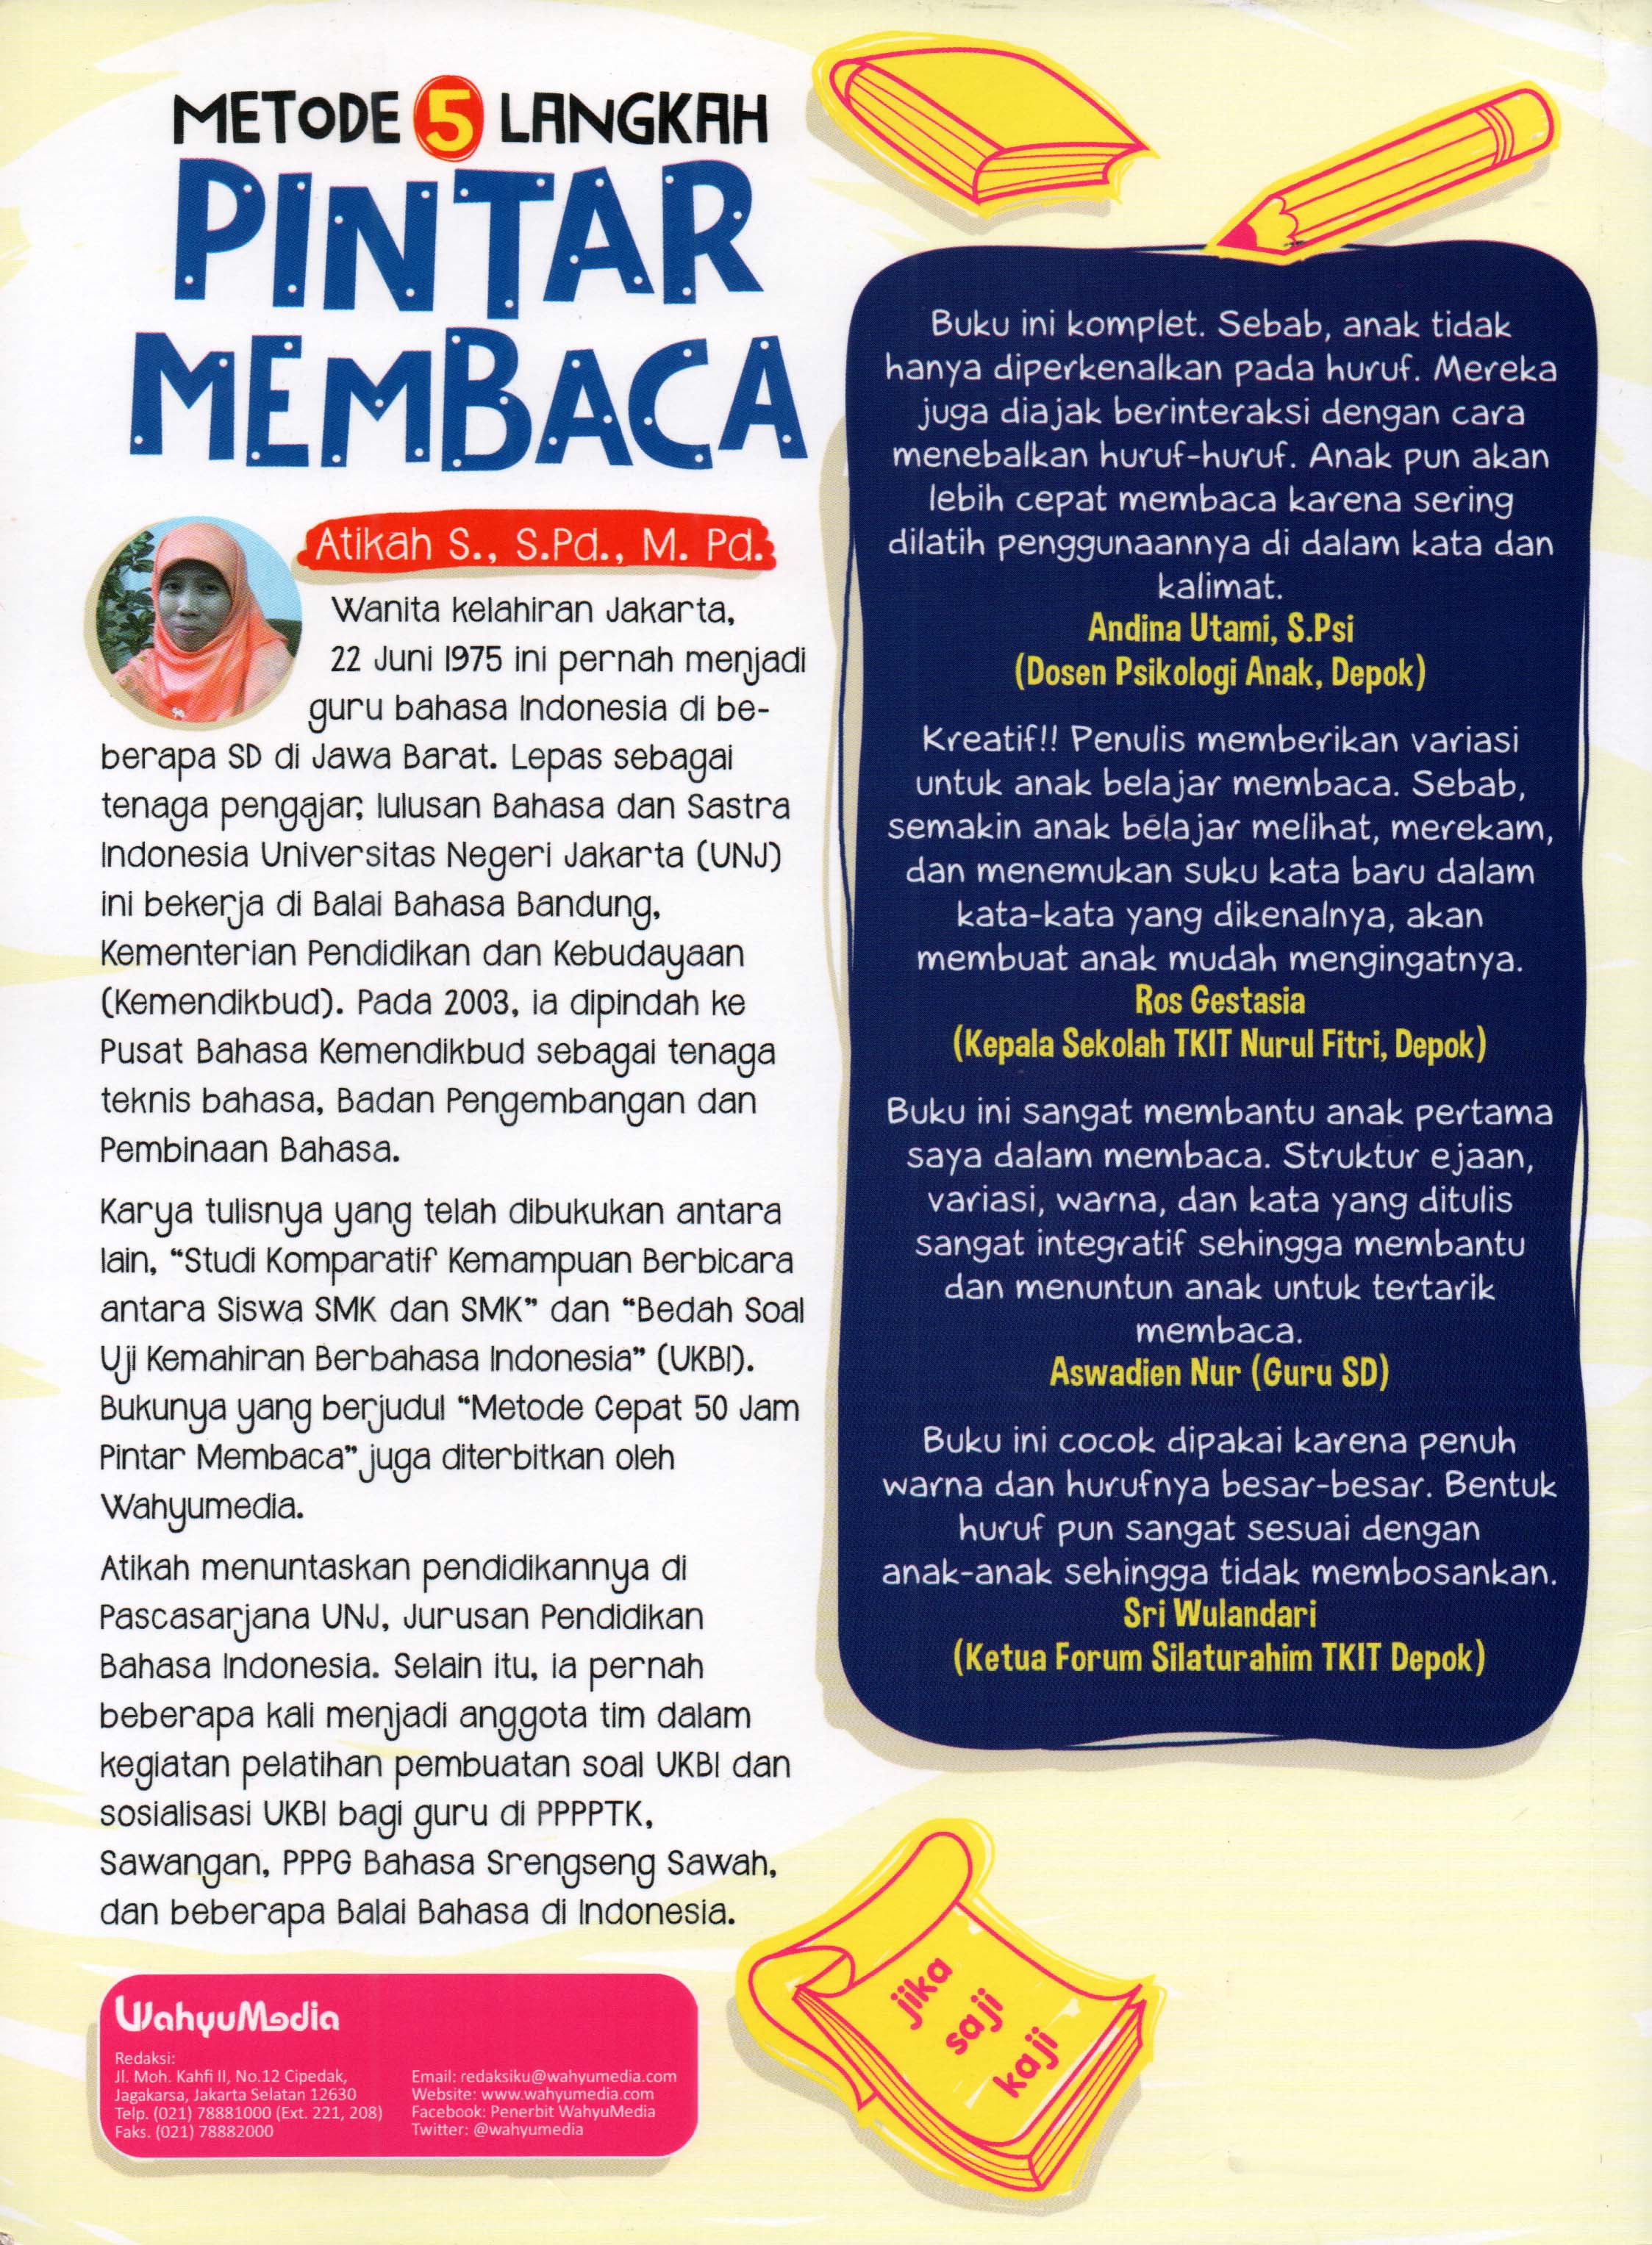 METODE 5 LANGKAH
PINTAR
MEMBACA
Atikah S., S.Pd., M. Pd.
Wanita kelahiran Jakarta,
22 Juni 1975 ini pernah menjadi
guru bahasa Indonesia di be-
berapa SD di Jawa Barat. Lepas sebagai
tenaga pengajar, lulusan Bahasa dan Sastra
Indonesia Universitas Negeri Jakarta (UNJ)
ini bekerja di Balai Bahasa Bandung,
Kementerian Pendidikan dan Kebudayaan
(Kemendikbud). Pada 2003, ia dipindah ke
Pusat Bahasa Kemendikbud sebagai tenaga
teknis bahasa, Badan Pengembangan dan
Pembinaan Bahasa.
Karya tulisnya yang telah dibukukan antara
lain, “Studi Komparatif Kemampuan Berbicara
antara Siswa SMK dan SMK” dan “Bedah Soal
Uji Kemahiran Berbahasa Indonesia” (UKBI).
Bukunya yang berjudul “Metode Cepat 50 Jam
Pintar Membaca” juga diterbitkan oleh
Wahyumedia.
Atikah menuntaskan pendidikannya di
Pascasarjana UNJ, Jurusan Pendidikan
Bahasa Indonesia. Selain itu, ia pernah
beberapa kali menjadi anggota tim dalam
kegiatan pelatihan pembuatan soal UKBI dan
sosialisasi UKBI bagi guru di PPPPTK,
Sawangan, PPPG Bahasa Srengseng Sawah,
dan beberapa Balai Bahasa di Indonesia.
WahyuMedia
Redaksi:
Jl. Moh. Kahfi II, No.12 Cipedak,
Jagakarsa, Jakarta Selatan 12630
Telp. (021) 78881000 (Ext. 221, 208)
Faks. (021) 78882000
Email: redaksiku@wahyumedia.com
Website: www.wahyumedia.com
Facebook: Penerbit WahyuMedia
Twitter: @wahyumedia
Buku ini komplet. Sebab, anak tidak
hanya diperkenalkan pada huruf. Mereka
juga diajak berinteraksi dengan cara
menebalkan huruf-huruf. Anak pun akan
lebih cepat membaca karena sering
dilatih penggunaannya di dalam kata dan
kalimat.
Andina Utami, S.Psi
(Dosen Psikologi Anak, Depok)
Kreatif!! Penulis memberikan variasi
untuk anak belajar membaca. Sebab,
semakin anak belajar melihat, merekam,
dan menemukan suku kata baru dalam
kata-kata yang dikenalnya, akan
membuat anak mudah mengingatnya.
Ros Gestasia
(Kepala Sekolah TKIT Nurul Fitri, Depok)
Buku ini sangat membantu anak pertama
saya dalam membaca. Struktur ejaan,
variasi, warna, dan kata yang ditulis
sangat integratif sehingga membantu
dan menuntun anak untuk tertarik
membaca.
Aswadien Nur (Guru SD)
Buku ini cocok dipakai karena penuh
warna dan hurufnya besar-besar. Bentuk
huruf pun sangat sesuai dengan
anak-anak sehingga tidak membosankan.
Sri Wulandari
(Ketua Forum Silaturahim TKIT Depok)
jika
saji
kaji